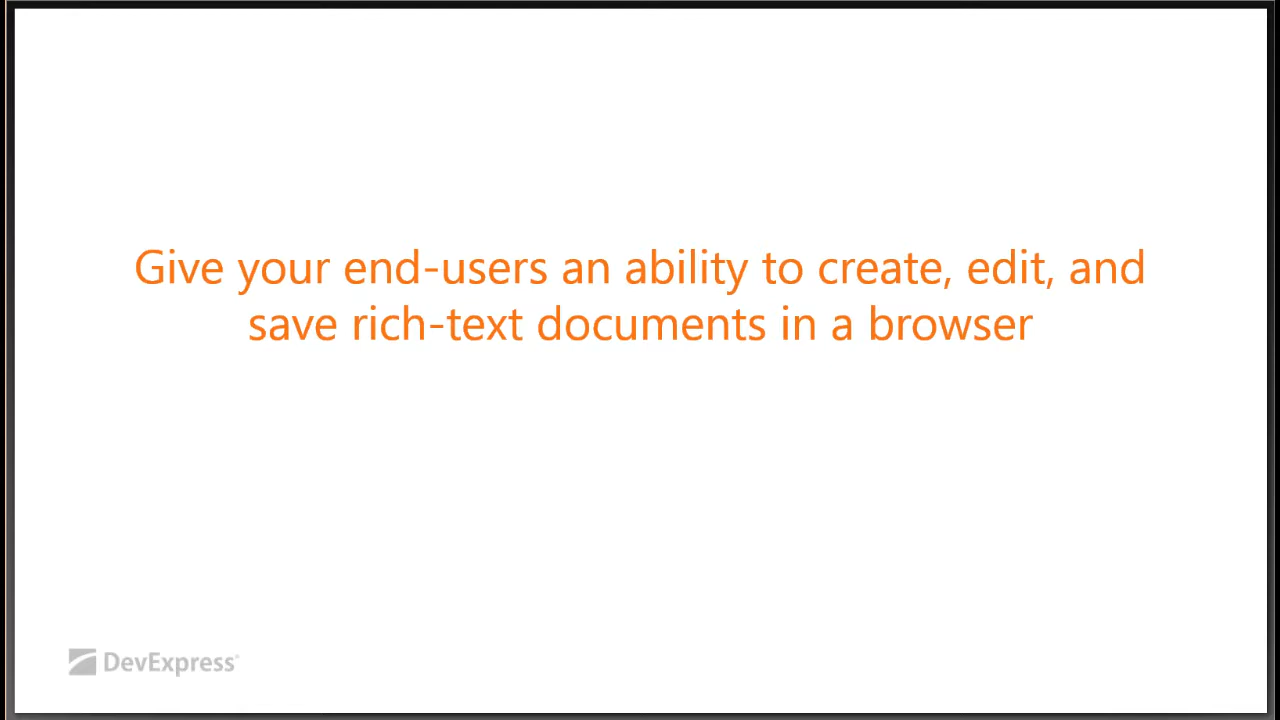 Give your end-users an ability to create, edit, and
save rich-text documents in a browser
DevExpress®